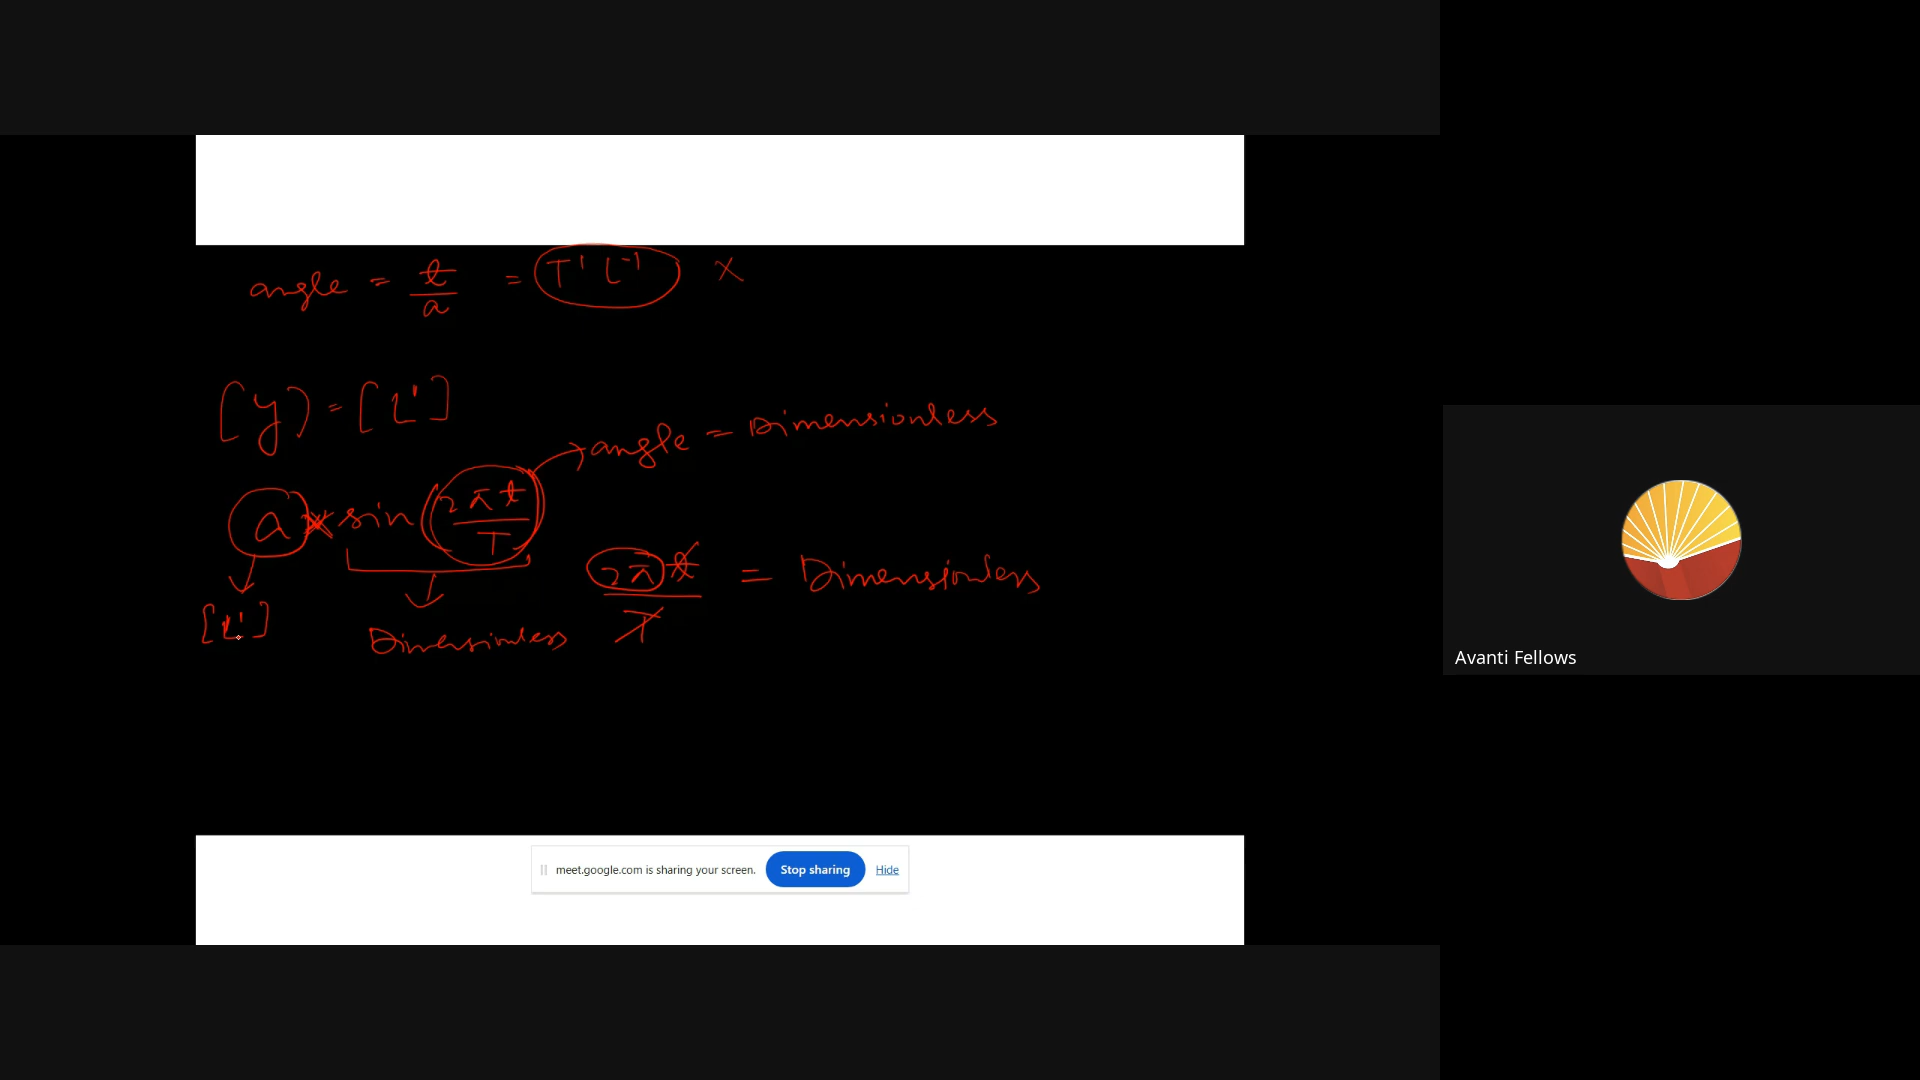 angle = t/a = T¹ L⁻¹ ×
[y] = [L¹]
→ angle = Dimensionless
a × sin (2πt/T)
2πt/T = Dimensionless
[L¹]
Dimensionless
Avanti Fellows
meet.google.com is sharing your screen. Stop sharing Hide